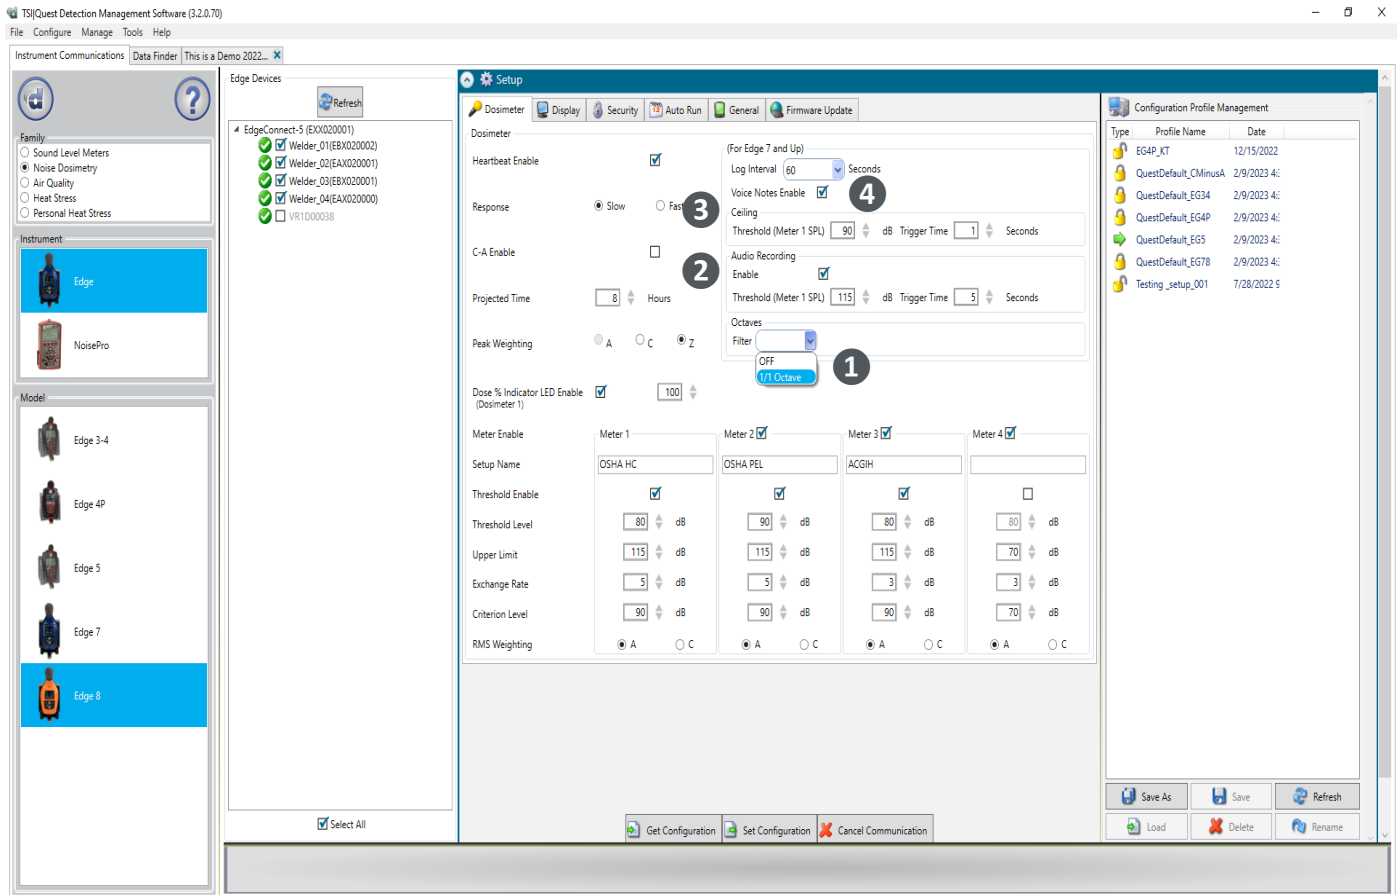 TSI|Quest Detection Management Software (3.2.0.70)
File Configure Manage Tools Help
Instrument Communications Data Finder This is a Demo 2022...
d ?
Family
Sound Level Meters
Noise Dosimetry
Air Quality
Heat Stress
Personal Heat Stress
Instrument
Edge
NoisePro
Model
Edge 3-4
Edge 4P
Edge 5
Edge 7
Edge 8
Edge Devices
Refresh
EdgeConnect-5 (EXX020001)
Welder_01(EBX020002)
Welder_02(EAX020001)
Welder_03(EBX020001)
Welder_04(EAX020000)
VR1D00038
Select All
Setup
Dosimeter Display Security 12 Auto Run General Firmware Update
Dosimeter
Heartbeat Enable
Response Slow Fast
C-A Enable
Projected Time 8 Hours
Peak Weighting A C Z
Dose % Indicator LED Enable 100
(Dosimeter 1)
(For Edge 7 and Up)
Log Interval 60 Seconds
Voice Notes Enable 4
3 Ceiling
Threshold (Meter 1 SPL) 90 dB Trigger Time 1 Seconds
Audio Recording
2 Enable
Threshold (Meter 1 SPL) 115 dB Trigger Time 5 Seconds
Octaves
Filter
OFF
1/1 Octave 1
Meter Enable Meter 1 Meter 2 Meter 3 Meter 4
Setup Name OSHA HC OSHA PEL ACGIH
Threshold Enable
Threshold Level 80 dB 90 dB 80 dB 80 dB
Upper Limit 115 dB 115 dB 115 dB 70 dB
Exchange Rate 5 dB 5 dB 3 dB 3 dB
Criterion Level 90 dB 90 dB 90 dB 70 dB
RMS Weighting A C A C A C A C
Get Configuration Set Configuration Cancel Communication
Configuration Profile Management
Type Profile Name Date
EG4P_KT 12/15/2022
QuestDefault_CMinusA 2/9/2023 4:
QuestDefault_EG34 2/9/2023 4:
QuestDefault_EG4P 2/9/2023 4:
QuestDefault_EG5 2/9/2023 4:
QuestDefault_EG78 2/9/2023 4:
Testing _setup_001 7/28/2022 9
Save As Save Refresh
Load Delete Rename